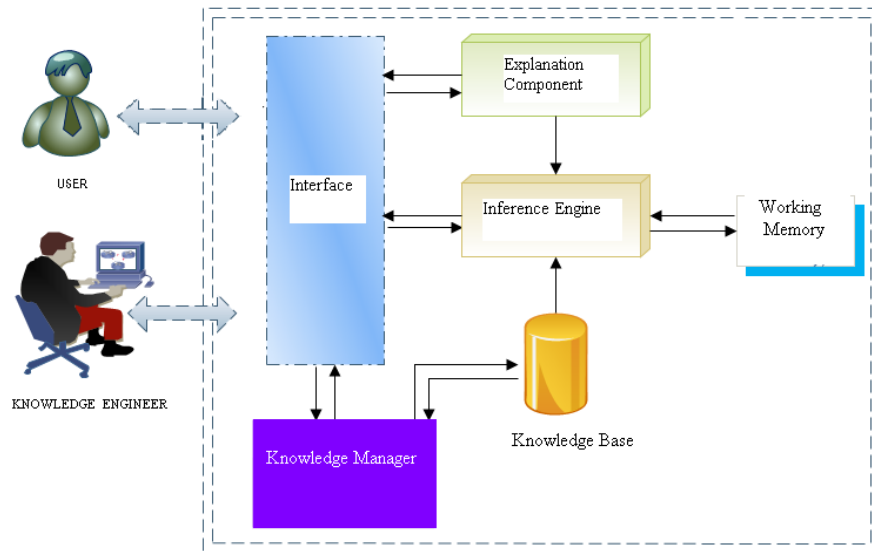 Explanation
Component
USER
Interface
Inference Engine
Working
Memory
KNOWLEDGE ENGINEER
Knowledge Base
Knowledge Manager